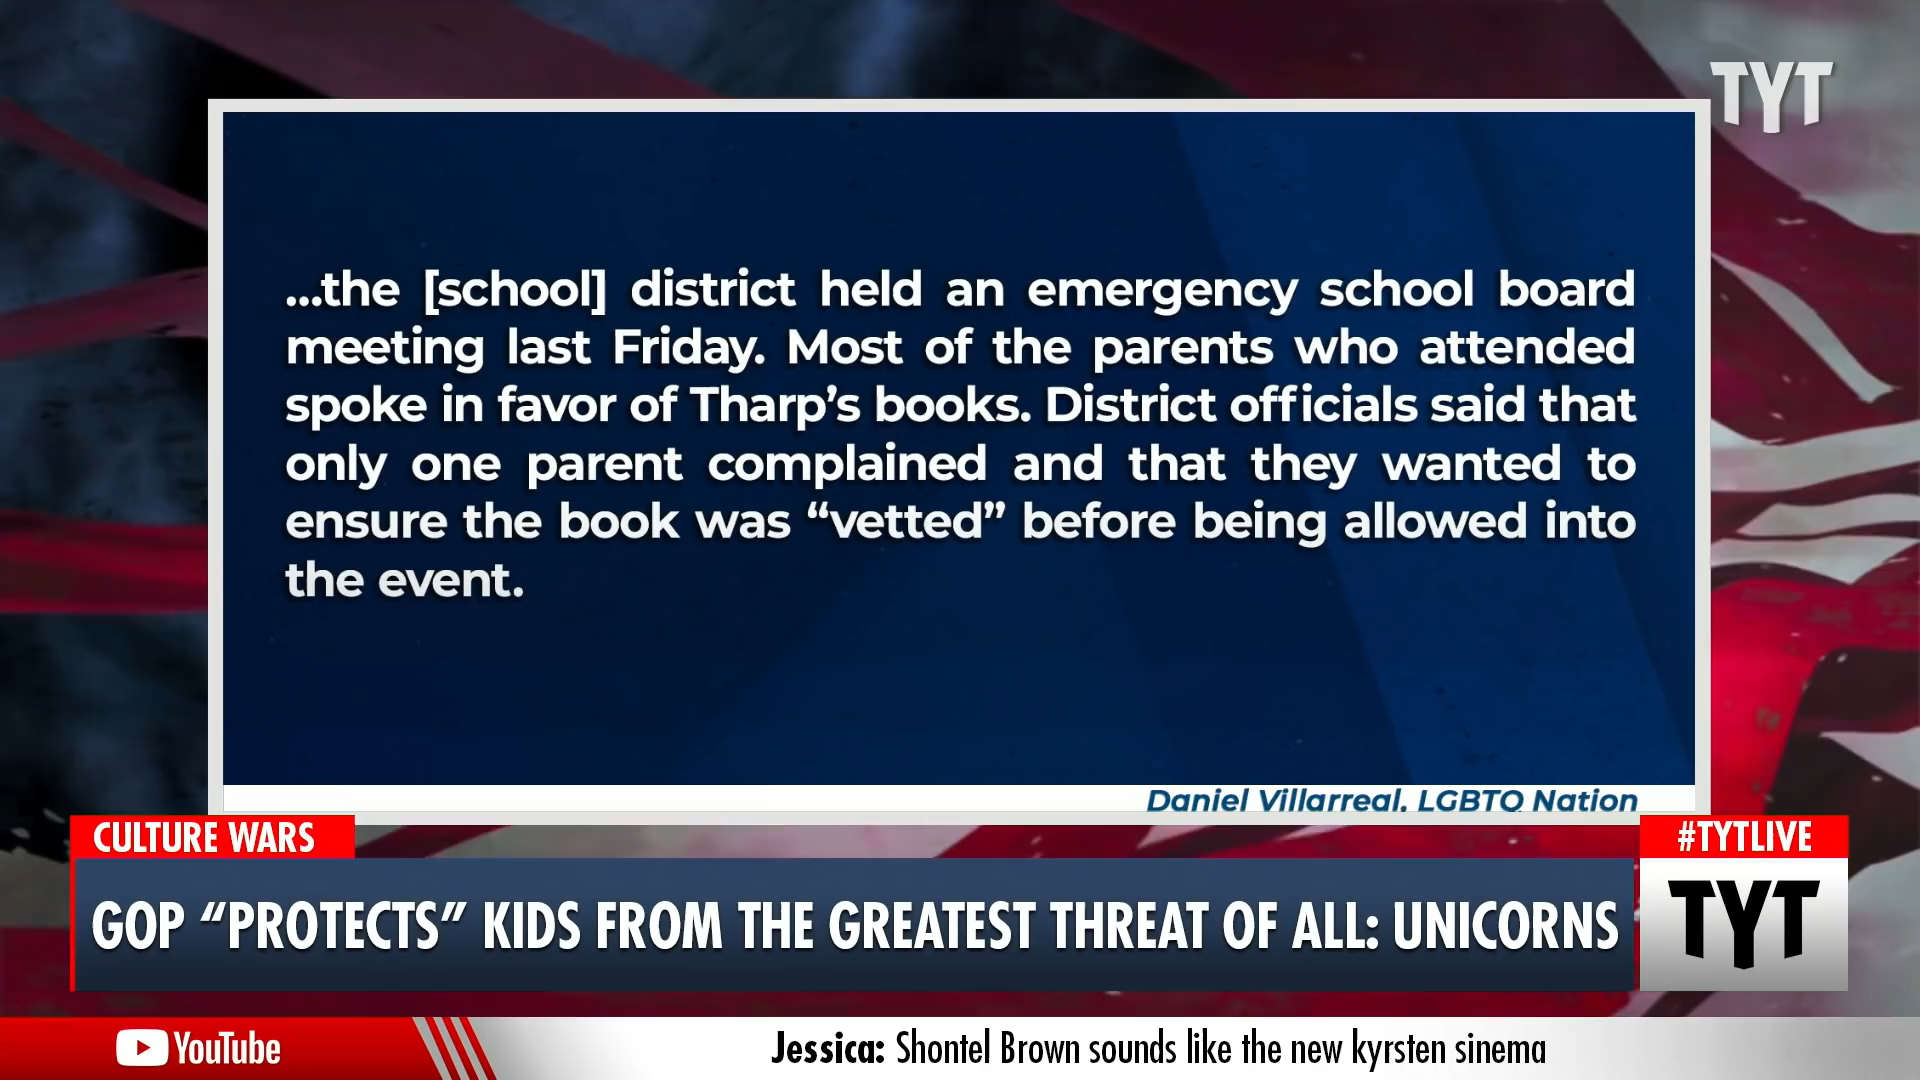 TYT
...the [school] district held an emergency school board
meeting last Friday. Most of the parents who attended
spoke in favor of Tharp’s books. District officials said that
only one parent complained and that they wanted to
ensure the book was “vetted” before being allowed into
the event.
Daniel Villarreal, LGBTQ Nation
CULTURE WARS
#TYTLIVE
GOP “PROTECTS” KIDS FROM THE GREATEST THREAT OF ALL: UNICORNS
TYT
YouTube
Jessica: Shontel Brown sounds like the new kyrsten sinema